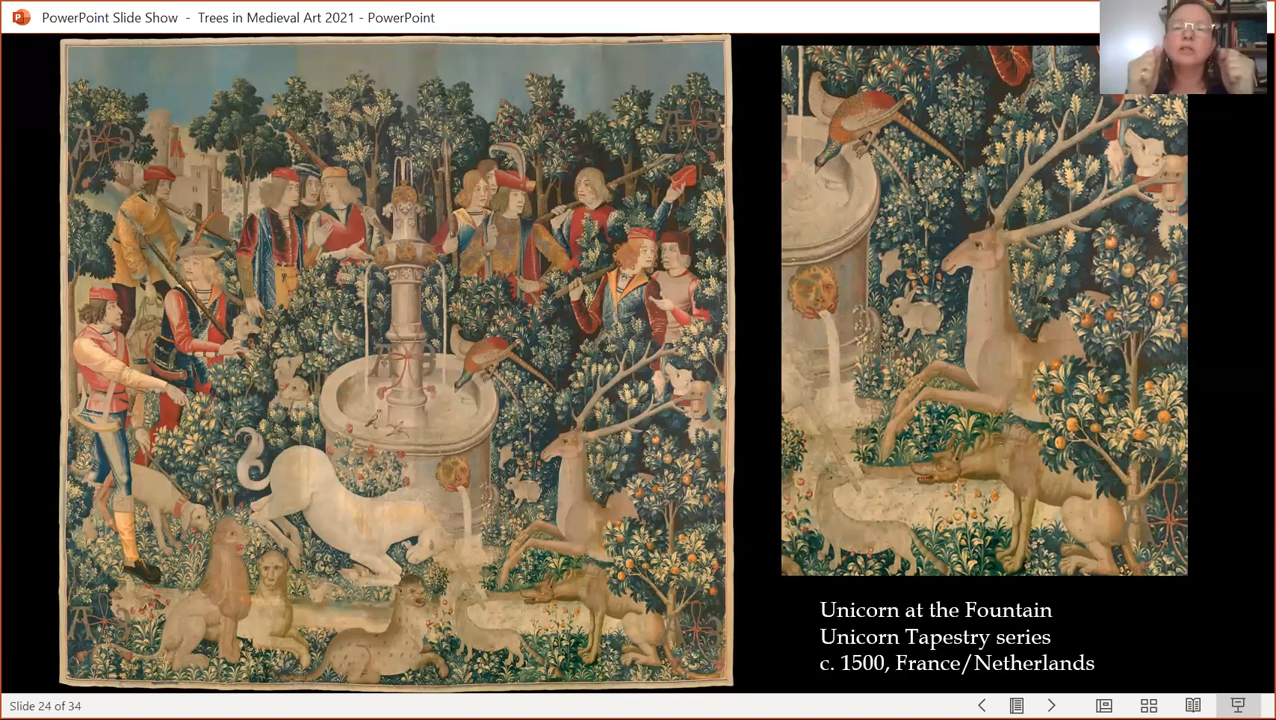 PowerPoint Slide Show - Trees in Medieval Art 2021 - PowerPoint
Unicorn at the Fountain
Unicorn Tapestry series
c. 1500, France/Netherlands
Slide 24 of 34